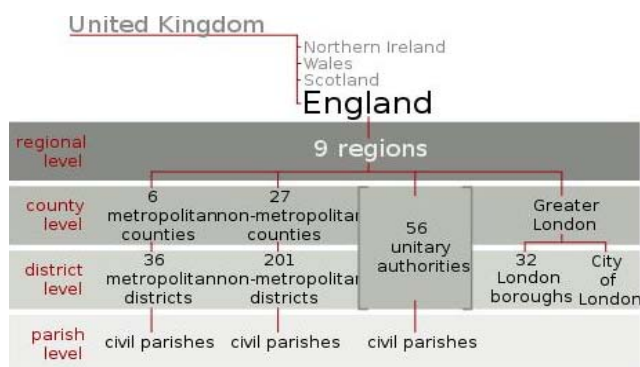 United Kingdom
Northern Ireland
Wales
Scotland
England
regional level
9 regions
county level
6 metropolitan counties
27 non-metropolitan counties
56 unitary authorities
Greater London
district level
36 metropolitan districts
201 non-metropolitan districts
32 London boroughs
City of London
parish level
civil parishes
civil parishes
civil parishes